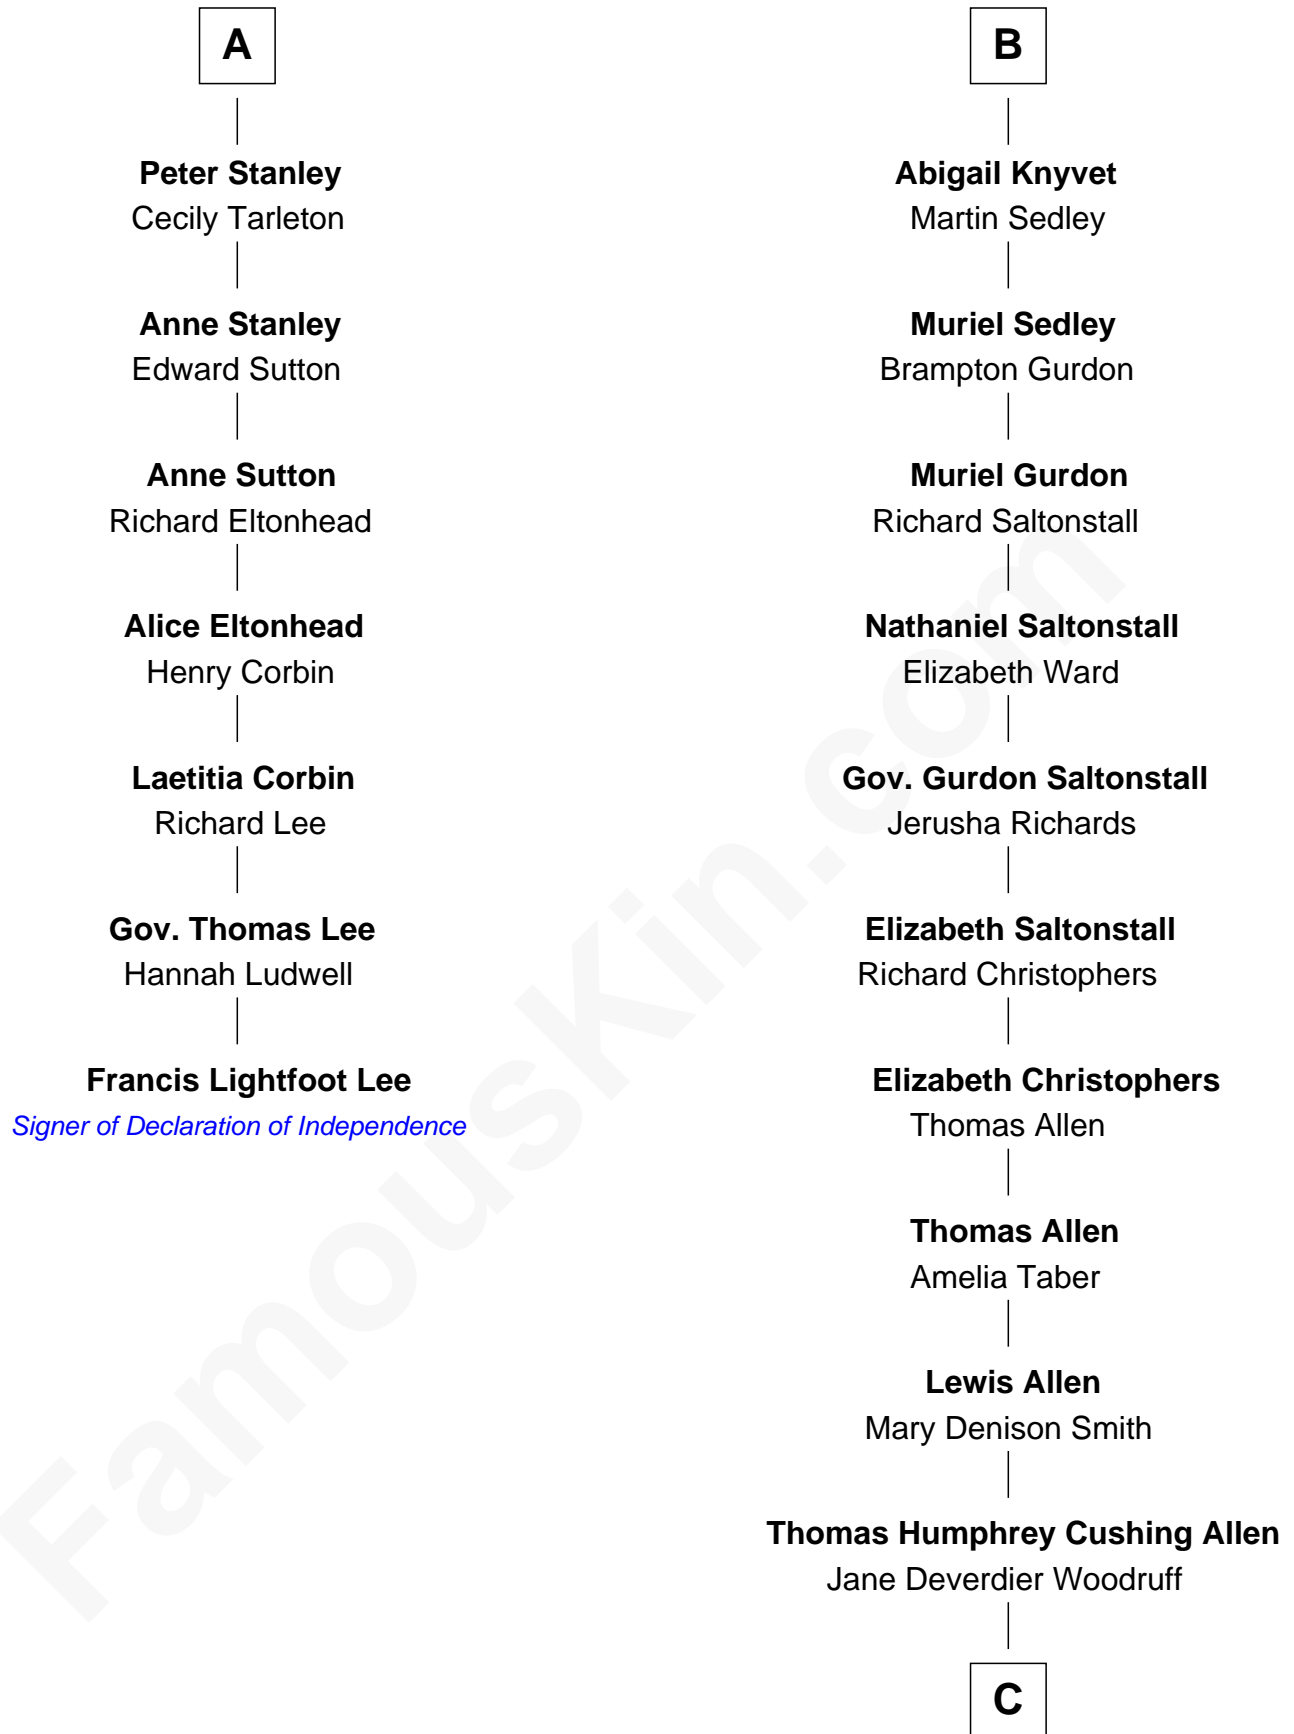 A
Peter Stanley
Cecily Tarleton
Anne Stanley
Edward Sutton
Anne Sutton
Richard Eltonhead
Alice Eltonhead
Henry Corbin
Laetitia Corbin
Richard Lee
Gov. Thomas Lee
Hannah Ludwell
Francis Lightfoot Lee
Signer of Declaration of Independence
B
Abigail Knyvet
Martin Sedley
Muriel Sedley
Brampton Gurdon
Muriel Gurdon
Richard Saltonstall
Nathaniel Saltonstall
Elizabeth Ward
Gov. Gurdon Saltonstall
Jerusha Richards
Elizabeth Saltonstall
Richard Christophers
Elizabeth Christophers
Thomas Allen
Thomas Allen
Amelia Taber
Lewis Allen
Mary Denison Smith
Thomas Humphrey Cushing Allen
Jane Deverdier Woodruff
C
FamousKin.com